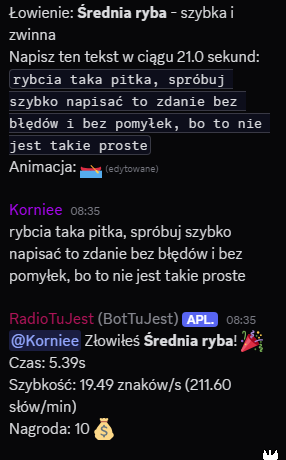 Łowienie: Średnia ryba - szybka i
zwinna
Napisz ten tekst w ciągu 21.0 sekund:
rybcia taka pitka, spróbuj
szybko napisać to zdanie bez
błędów i bez pomyłek, bo to nie
jest takie proste
Animacja: (edytowane)
Korniee 08:35
rybcia taka pitka, spróbuj szybko
napisać to zdanie bez błędów i bez
pomyłek, bo to nie jest takie proste
RadioTuJest (BotTuJest) APL. 08:35
@Korniee Złowiłeś Średnia ryba! 🎉
Czas: 5.39s
Szybkość: 19.49 znaków/s (211.60
słów/min)
Nagroda: 10 💰